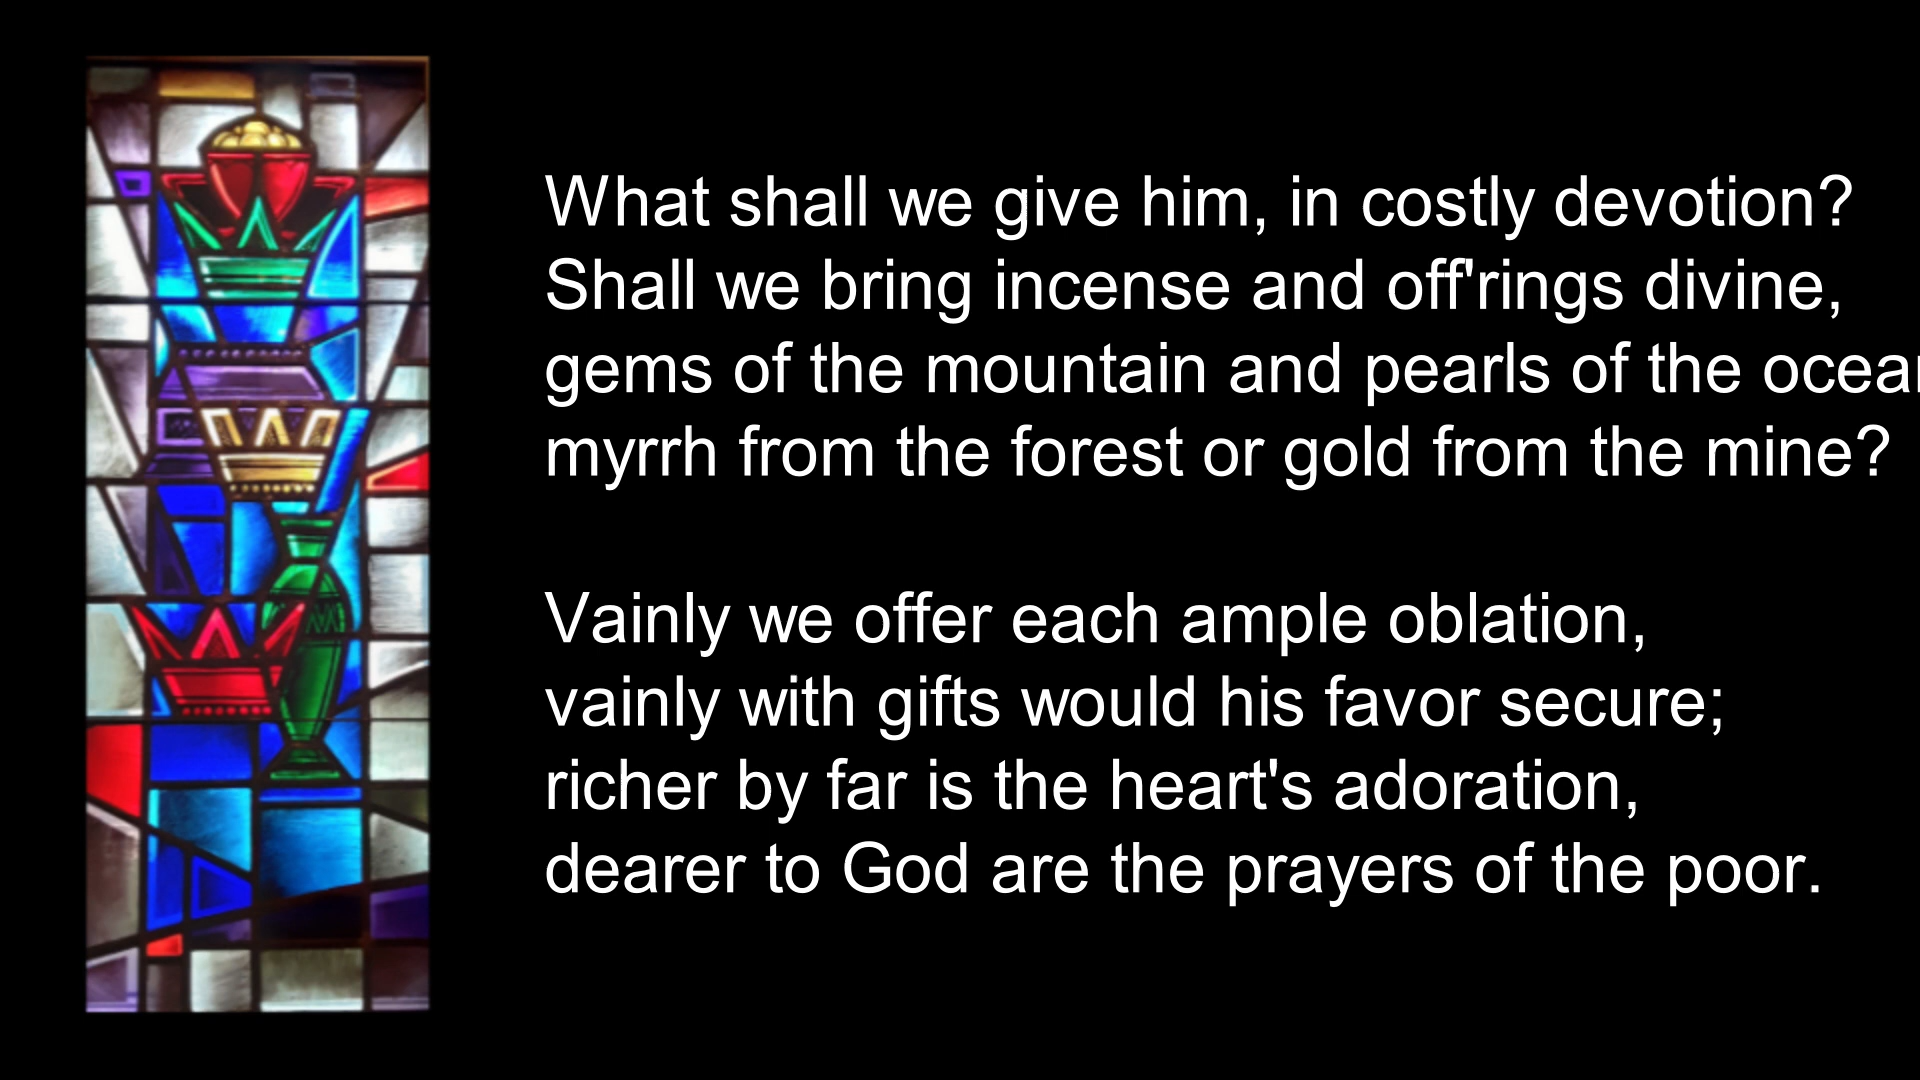 What shall we give him, in costly devotion?
Shall we bring incense and off'rings divine,
gems of the mountain and pearls of the ocea
myrrh from the forest or gold from the mine?
Vainly we offer each ample oblation,
vainly with gifts would his favor secure;
richer by far is the heart's adoration,
dearer to God are the prayers of the poor.